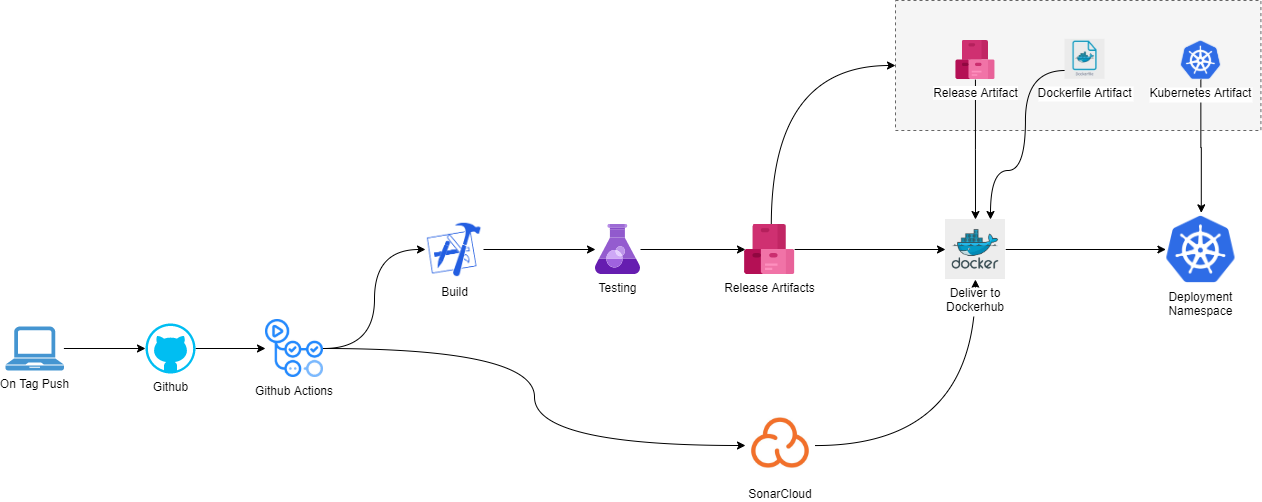 Release Artifact
Dockerfile Artifact
Kubernetes Artifact
docker
Build
Testing
Release Artifacts
Deliver to
Dockerhub
Deployment
Namespace
On Tag Push
Github
Github Actions
SonarCloud